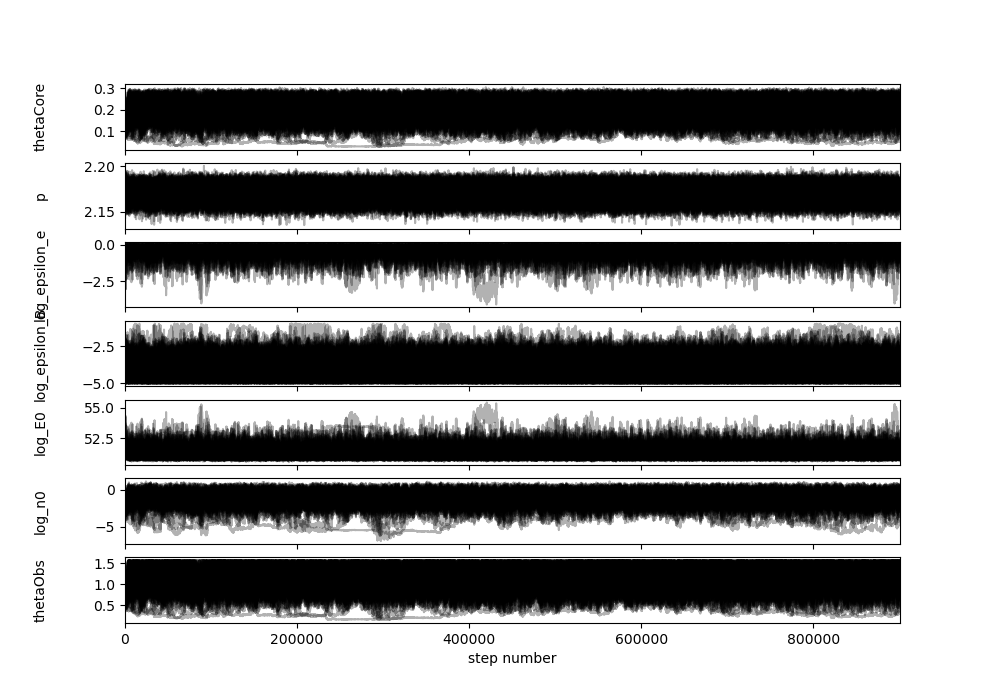 thetaCore
0.3
0.2
0.1
p
2.20
2.15
log_epsilon_e
0.0
−2.5
log_epsilon_B
−2.5
−5.0
log_E0
55.0
52.5
log_n0
0
−5
thetaObs
1.5
1.0
0.5
0 200000 400000 600000 800000
step number